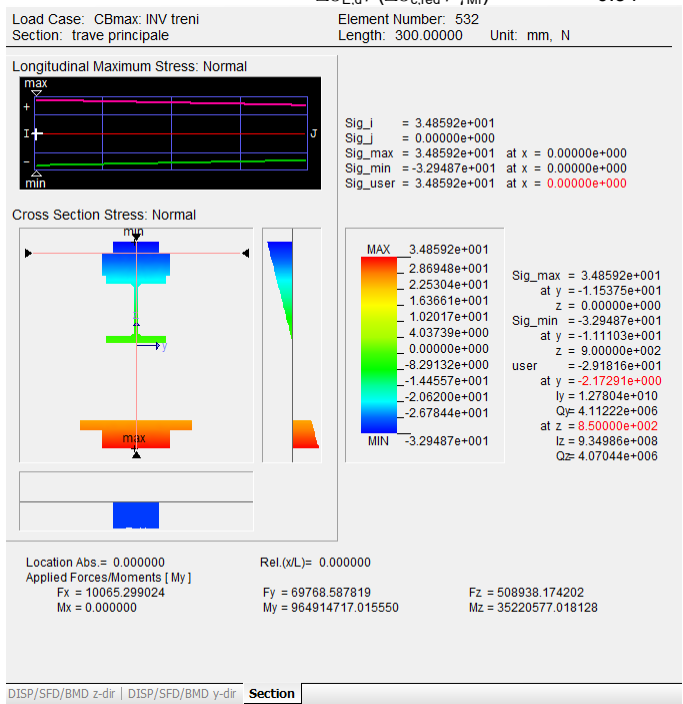 Load Case: CBmax: INV treni
Element Number: 532
Section: trave principale
Length: 300.00000 Unit: mm, N
Longitudinal Maximum Stress: Normal
max
+
I
J
-
min
Sig_i = 3.48592e+001
Sig_j = 0.00000e+000
Sig_max = 3.48592e+001 at x = 0.00000e+000
Sig_min = -3.29487e+001 at x = 0.00000e+000
Sig_user = 3.48592e+001 at x = 0.00000e+000
Cross Section Stress: Normal
min
y
max
MAX 3.48592e+001
2.86948e+001
2.25304e+001
1.63661e+001
1.02017e+001
4.03739e+000
0.00000e+000
-8.29132e+000
-1.44557e+001
-2.06200e+001
-2.67844e+001
MIN -3.29487e+001
Sig_max = 3.48592e+001
at y = -1.15375e+001
z = 0.00000e+000
Sig_min = -3.29487e+001
at y = -1.11103e+001
z = 9.00000e+002
user = -2.91816e+001
at y = -2.17291e+000
Iy = 1.27804e+010
Qy= 4.11222e+006
at z = 8.50000e+002
Iz = 9.34986e+008
Qz= 4.07044e+006
Location Abs.= 0.000000
Rel.(x/L)= 0.000000
Applied Forces/Moments [ My ]
Fx = 10065.299024
Fy = 69768.587819
Fz = 508938.174202
Mx = 0.000000
My = 964914717.015550
Mz = 35220577.018128
DISP/SFD/BMD z-dir | DISP/SFD/BMD y-dir Section